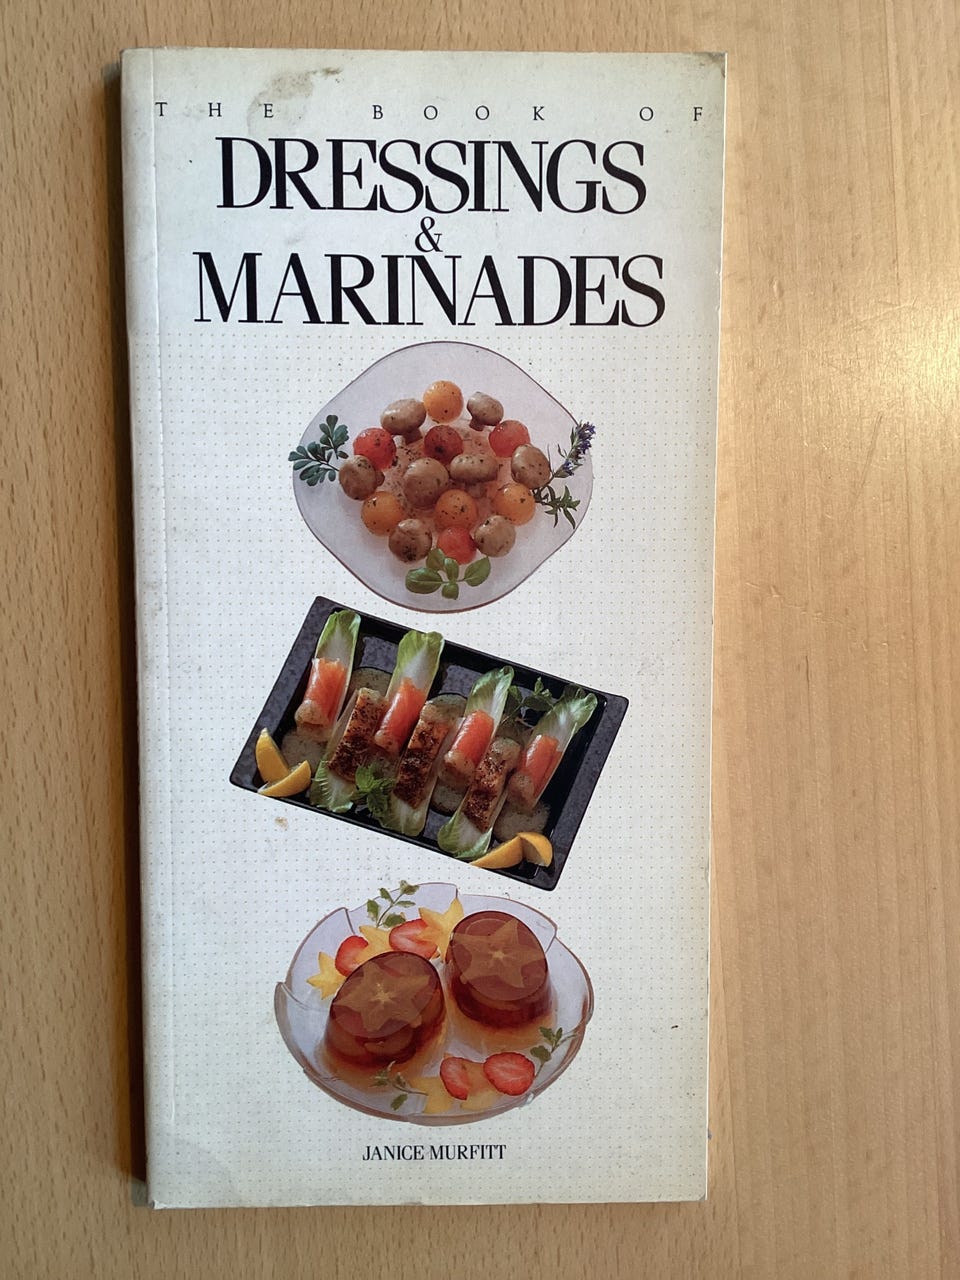 THE BOOK OF
DRESSINGS
&
MARINADES
JANICE MURFITT